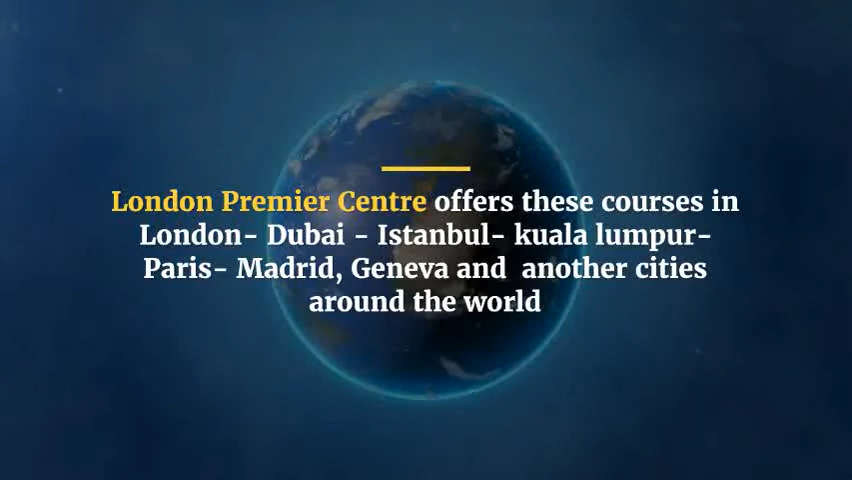 London Premier Centre offers these courses in
London- Dubai - Istanbul- kuala lumpur-
Paris- Madrid, Geneva and  another cities
around the world